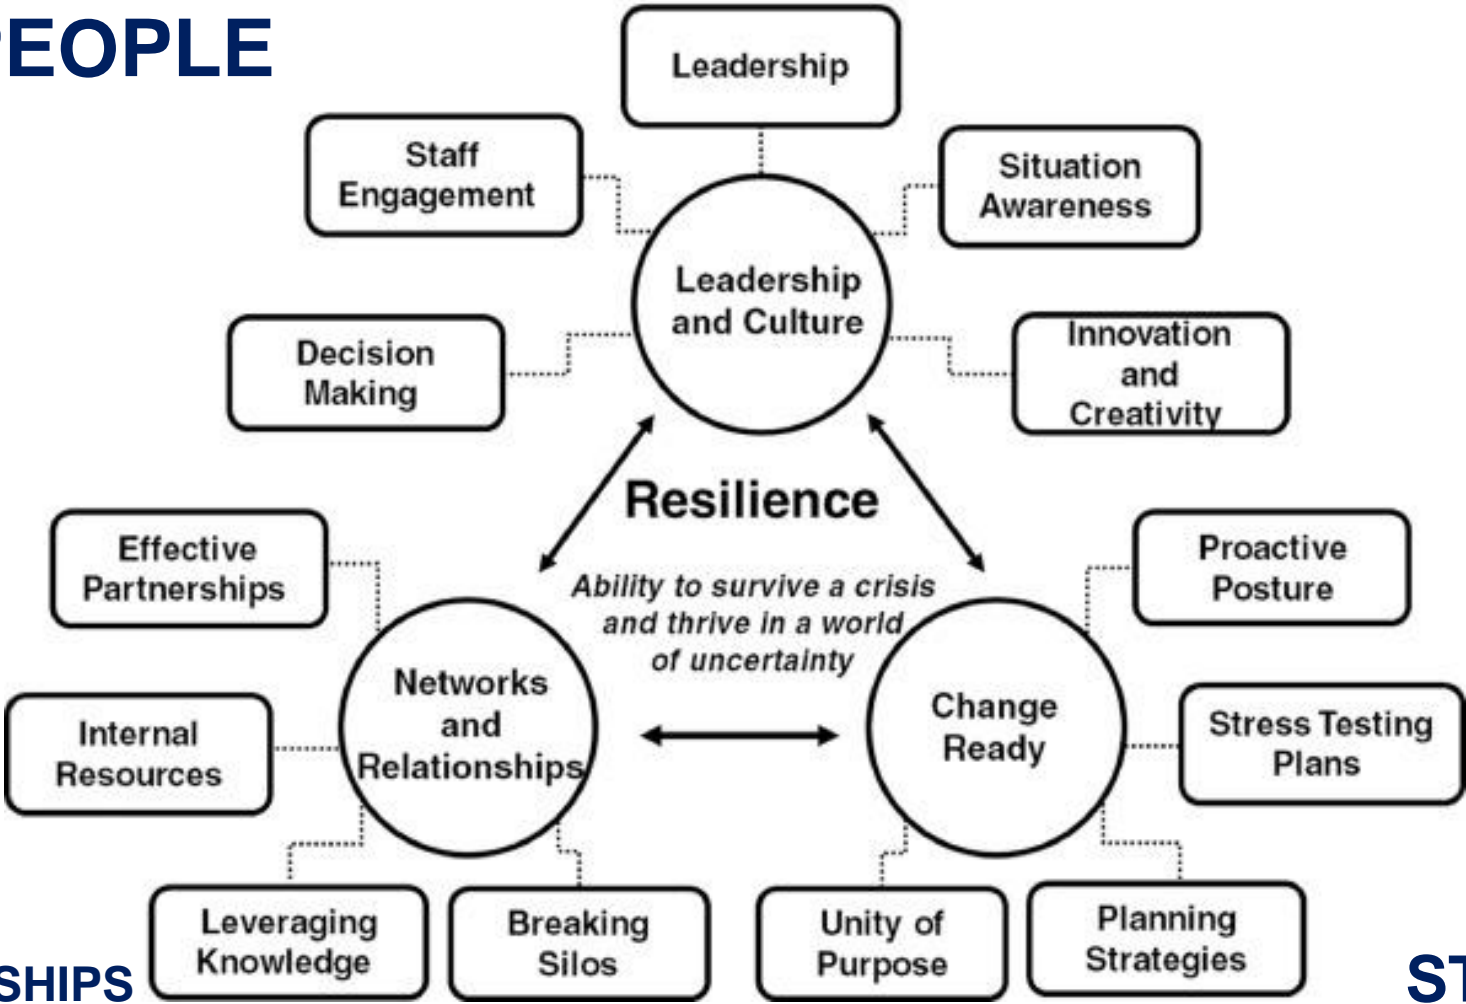 PEOPLE
Leadership
Staff
Engagement
Situation
Awareness
Leadership
and Culture
Decision
Making
Innovation
and
Creativity
Resilience
Ability to survive a crisis
and thrive in a world
of uncertainty
Effective
Partnerships
Proactive
Posture
Networks
and
Relationships
Change
Ready
Internal
Resources
Stress Testing
Plans
Leveraging
Knowledge
Breaking
Silos
Unity of
Purpose
Planning
Strategies
SHIPS
ST